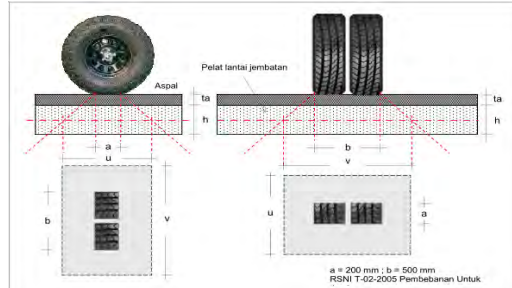 Aspal
Pelat lantai jembatan
ta
ta
h
h
a
u
b
v
b
v
u
a
a = 200 mm ; b = 500 mm
RSNI T-02-2005 Pembebanan Untuk